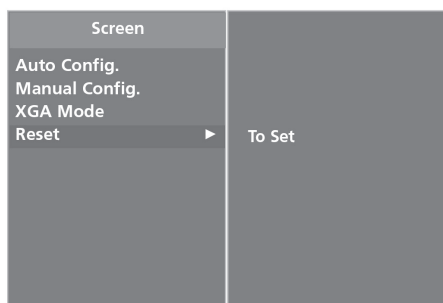 Screen
Auto Config.
Manual Config.
XGA Mode
Reset ►
To Set